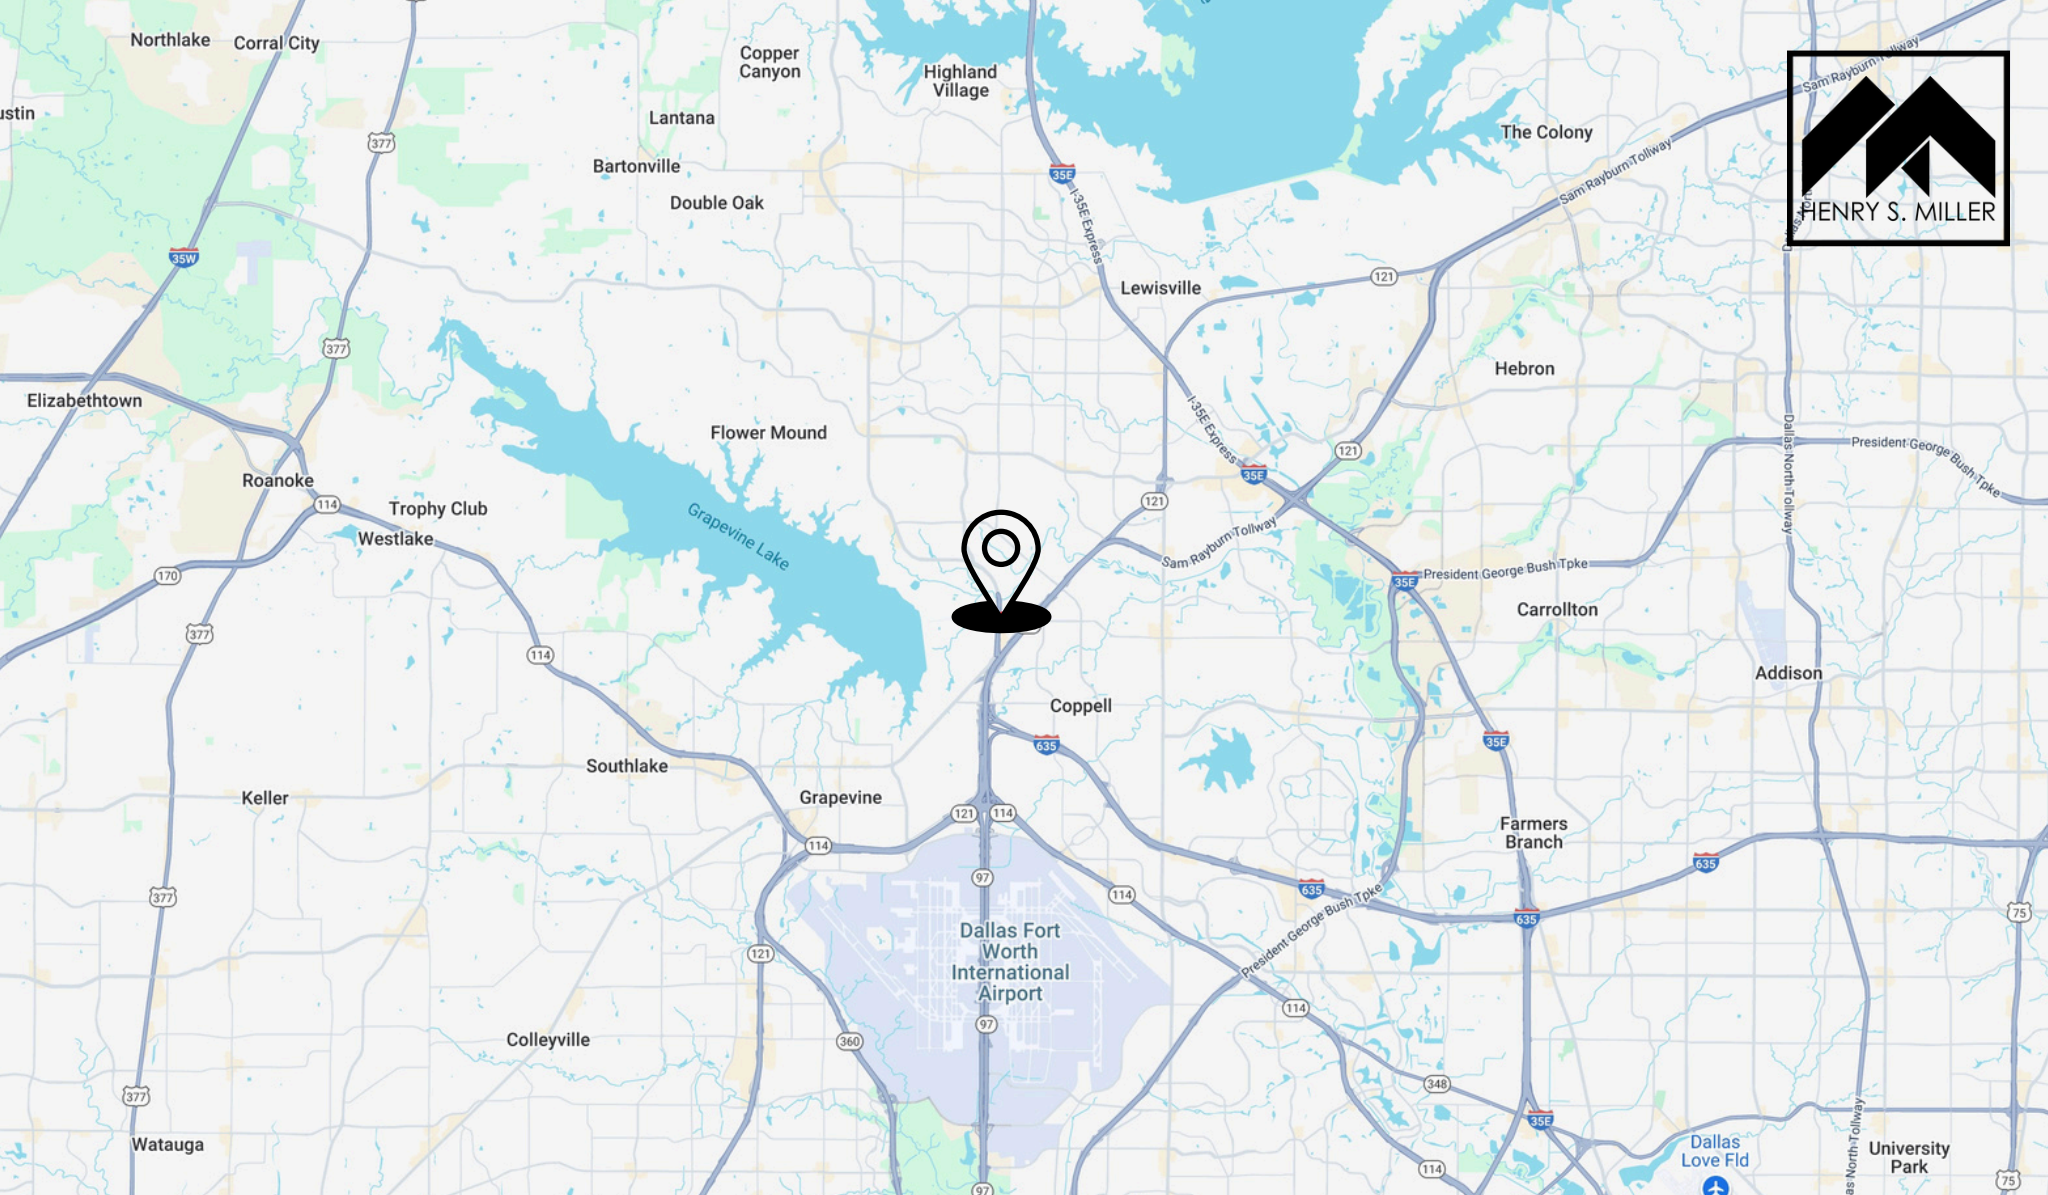 Northlake
Corral City
Copper
Canyon
Highland
Village
Sam Rayburn Tollway
377
Lantana
The Colony
Bartonville
35E
I-35E Express
Sam Rayburn Tollway
HENRY S. MILLER
Double Oak
35W
Lewisville
121
377
Hebron
Elizabethtown
Flower Mound
I-35E Express
121
Dallas North Tollway
President George Bush Tpke
35E
Roanoke
114
Trophy Club
Westlake
Grapevine Lake
121
Sam Rayburn Tollway
170
35E
President George Bush Tpke
Carrollton
377
114
Addison
Coppell
635
35E
Southlake
Keller
Grapevine
121
114
114
Farmers
Branch
635
97
114
635
President George Bush Tpke
635
377
75
121
Dallas Fort
Worth
International
Airport
97
114
Colleyville
360
348
377
35E
Watauga
114
Dallas
Love Fld
University
Park
97
75